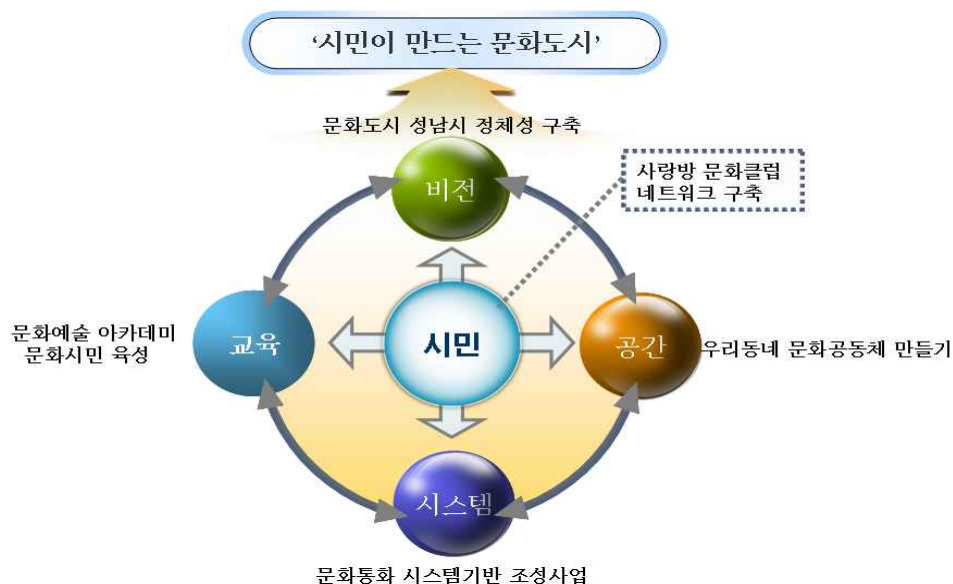 ‘시민이 만드는 문화도시’
문화도시 성남시 정체성 구축
비전
사랑방 문화클럽
네트워크 구축
문화예술 아카데미
문화시민 육성
교육
시민
공간
우리동네 문화공동체 만들기
시스템
문화통화 시스템기반 조성사업